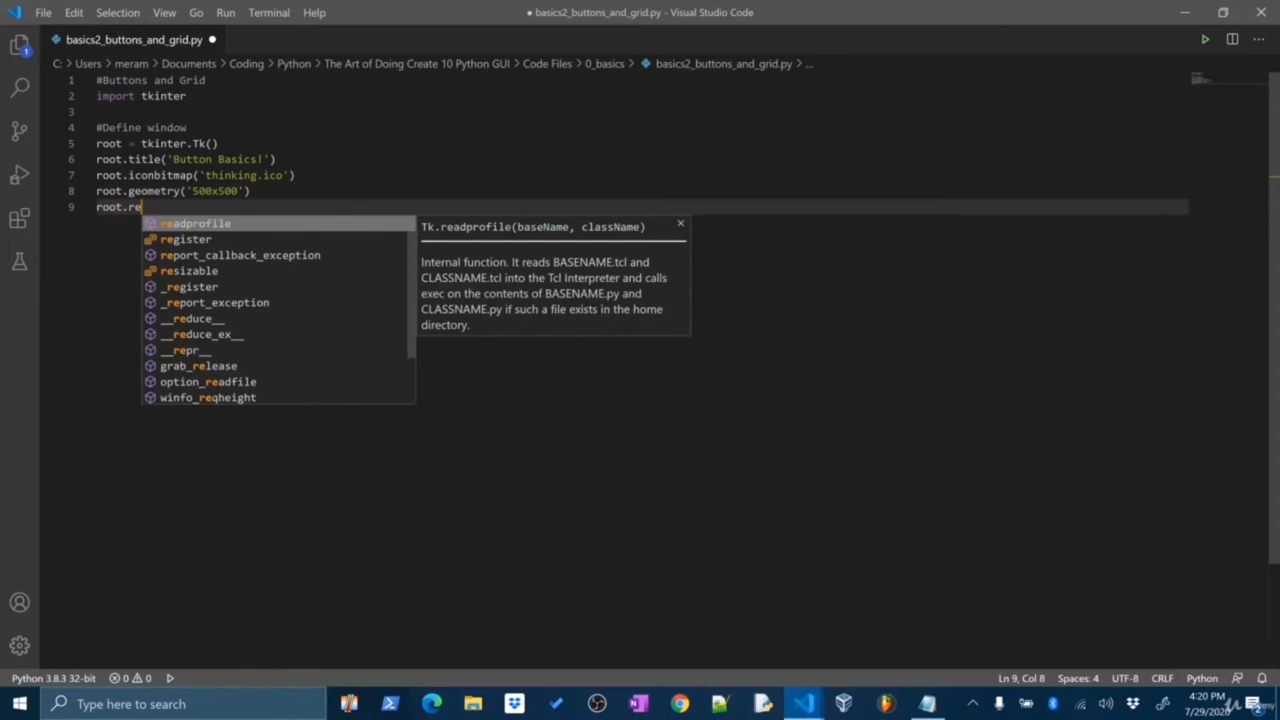 File Edit Selection View Go Run Terminal Help
● basics2_buttons_and_grid.py - Visual Studio Code
basics2_buttons_and_grid.py ●
C: > Users > meram > Documents > Coding > Python > The Art of Doing Create 10 Python GUI > Code Files > 0_basics > basics2_buttons_and_grid.py > ...
1 #Buttons and Grid
2 import tkinter
3
4 #Define window
5 root = tkinter.Tk()
6 root.title('Button Basics!')
7 root.iconbitmap('thinking.ico')
8 root.geometry('500x500')
9 root.re
readprofile
register
report_callback_exception
resizable
_register
_report_exception
__reduce__
__reduce_ex__
__repr__
grab_release
option_readfile
winfo_reqheight
Tk.readprofile(baseName, className)
Internal function. It reads BASENAME.tcl and
CLASSNAME.tcl into the Tcl Interpreter and calls
exec on the contents of BASENAME.py and
CLASSNAME.py if such a file exists in the home
directory.
1
Python 3.8.3 32-bit 0 0 Ln 9, Col 8 Spaces: 4 UTF-8 CRLF Python
Type here to search
4:20 PM
7/29/2020
2